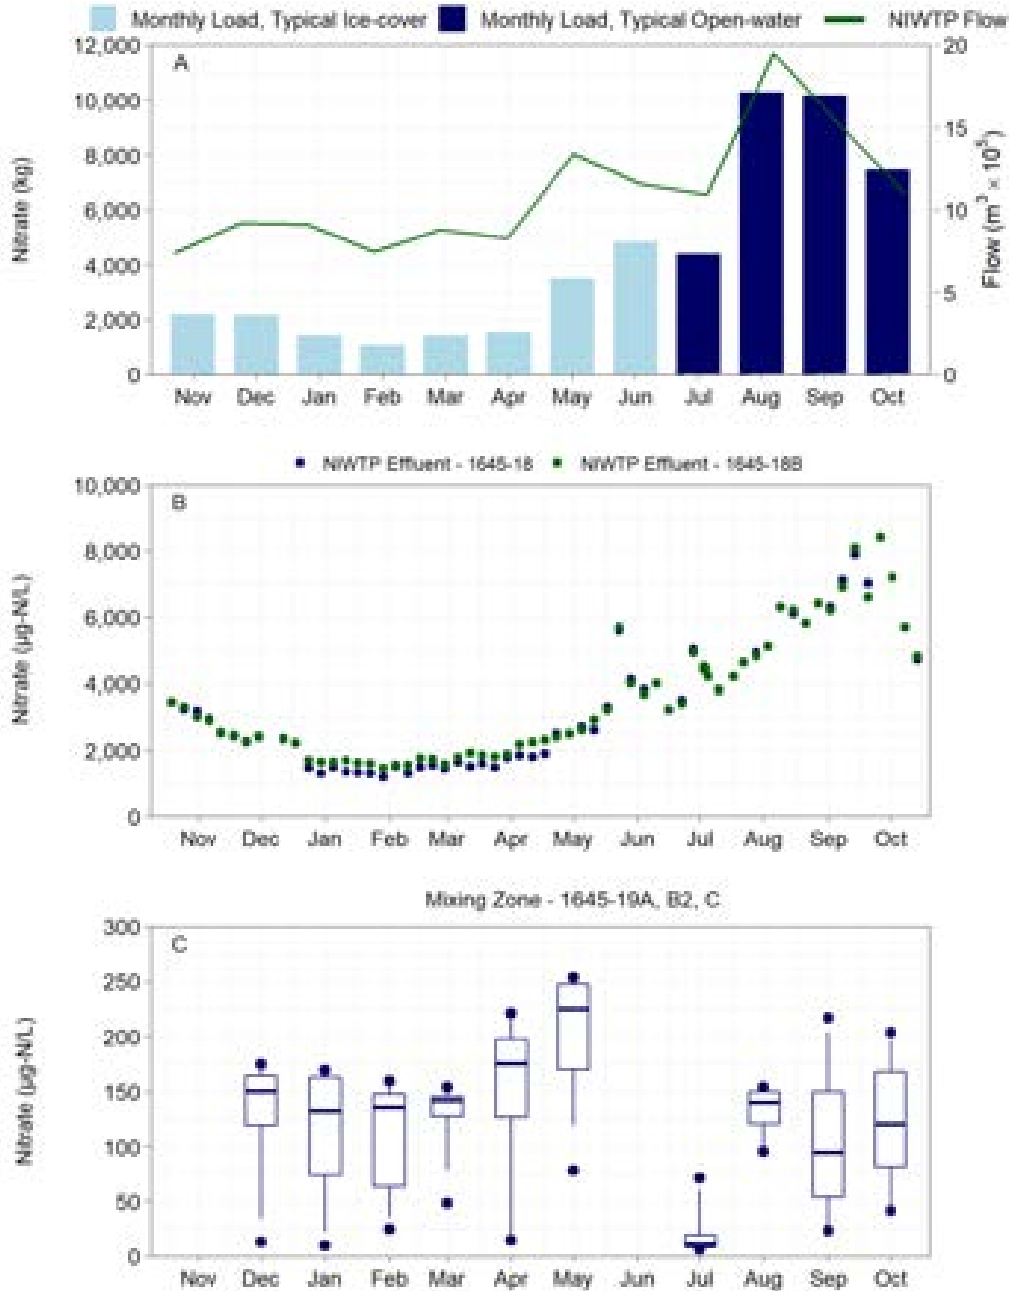 Monthly Load, Typical Ice-cover Monthly Load, Typical Open-water NIWTP Flow
A
12,000
10,000
8,000
6,000
4,000
2,000
0
Nitrate (kg)
20
15
10
5
0
Flow (m³ × 10⁵)
Nov Dec Jan Feb Mar Apr May Jun Jul Aug Sep Oct
NIWTP Effluent - 1645-18 NIWTP Effluent - 1645-18B
B
10,000
8,000
6,000
4,000
2,000
0
Nitrate (µg-N/L)
Nov Dec Jan Feb Mar Apr May Jun Jul Aug Sep Oct
Mixing Zone - 1645-19A, B2, C
C
300
250
200
150
100
50
0
Nitrate (µg-N/L)
Nov Dec Jan Feb Mar Apr May Jun Jul Aug Sep Oct